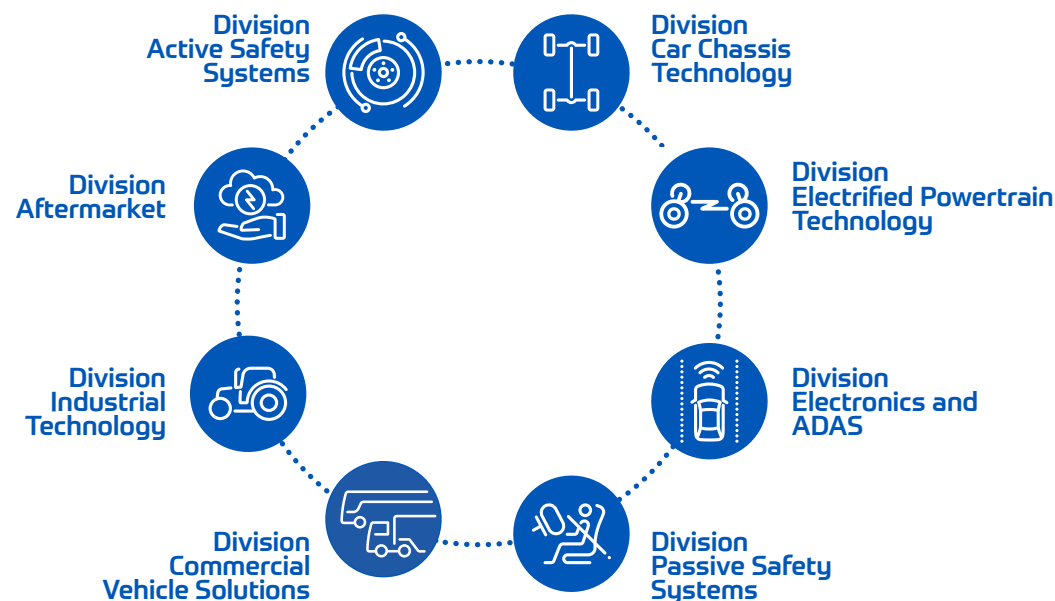 Division
Active Safety
Systems
Division
Car Chassis
Technology
Division
Aftermarket
Division
Electrified Powertrain
Technology
Division
Industrial
Technology
Division
Electronics and
ADAS
Division
Commercial
Vehicle Solutions
Division
Passive Safety
Systems